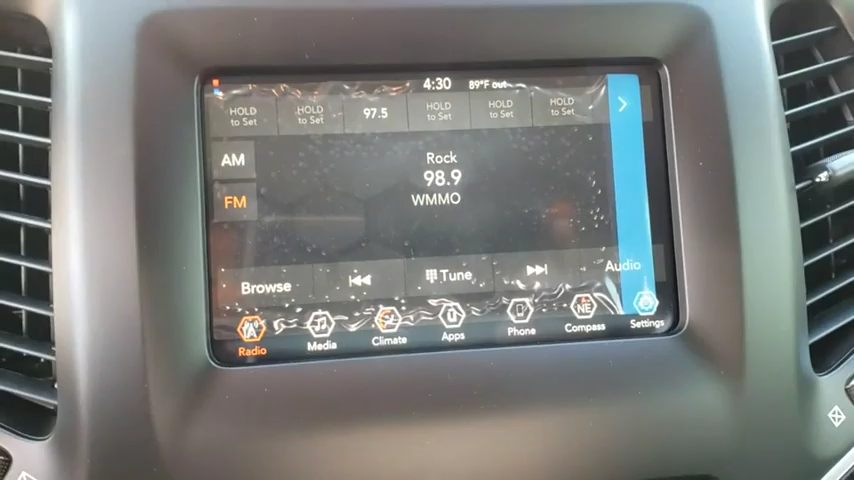 4:30 89°F out
HOLD to Set HOLD to Set 97.5 HOLD to Set HOLD to Set HOLD to Set
AM
Rock
98.9
FM
WMMO
Browse Tune Audio
NE
Radio Media Climate Apps Phone Compass Settings